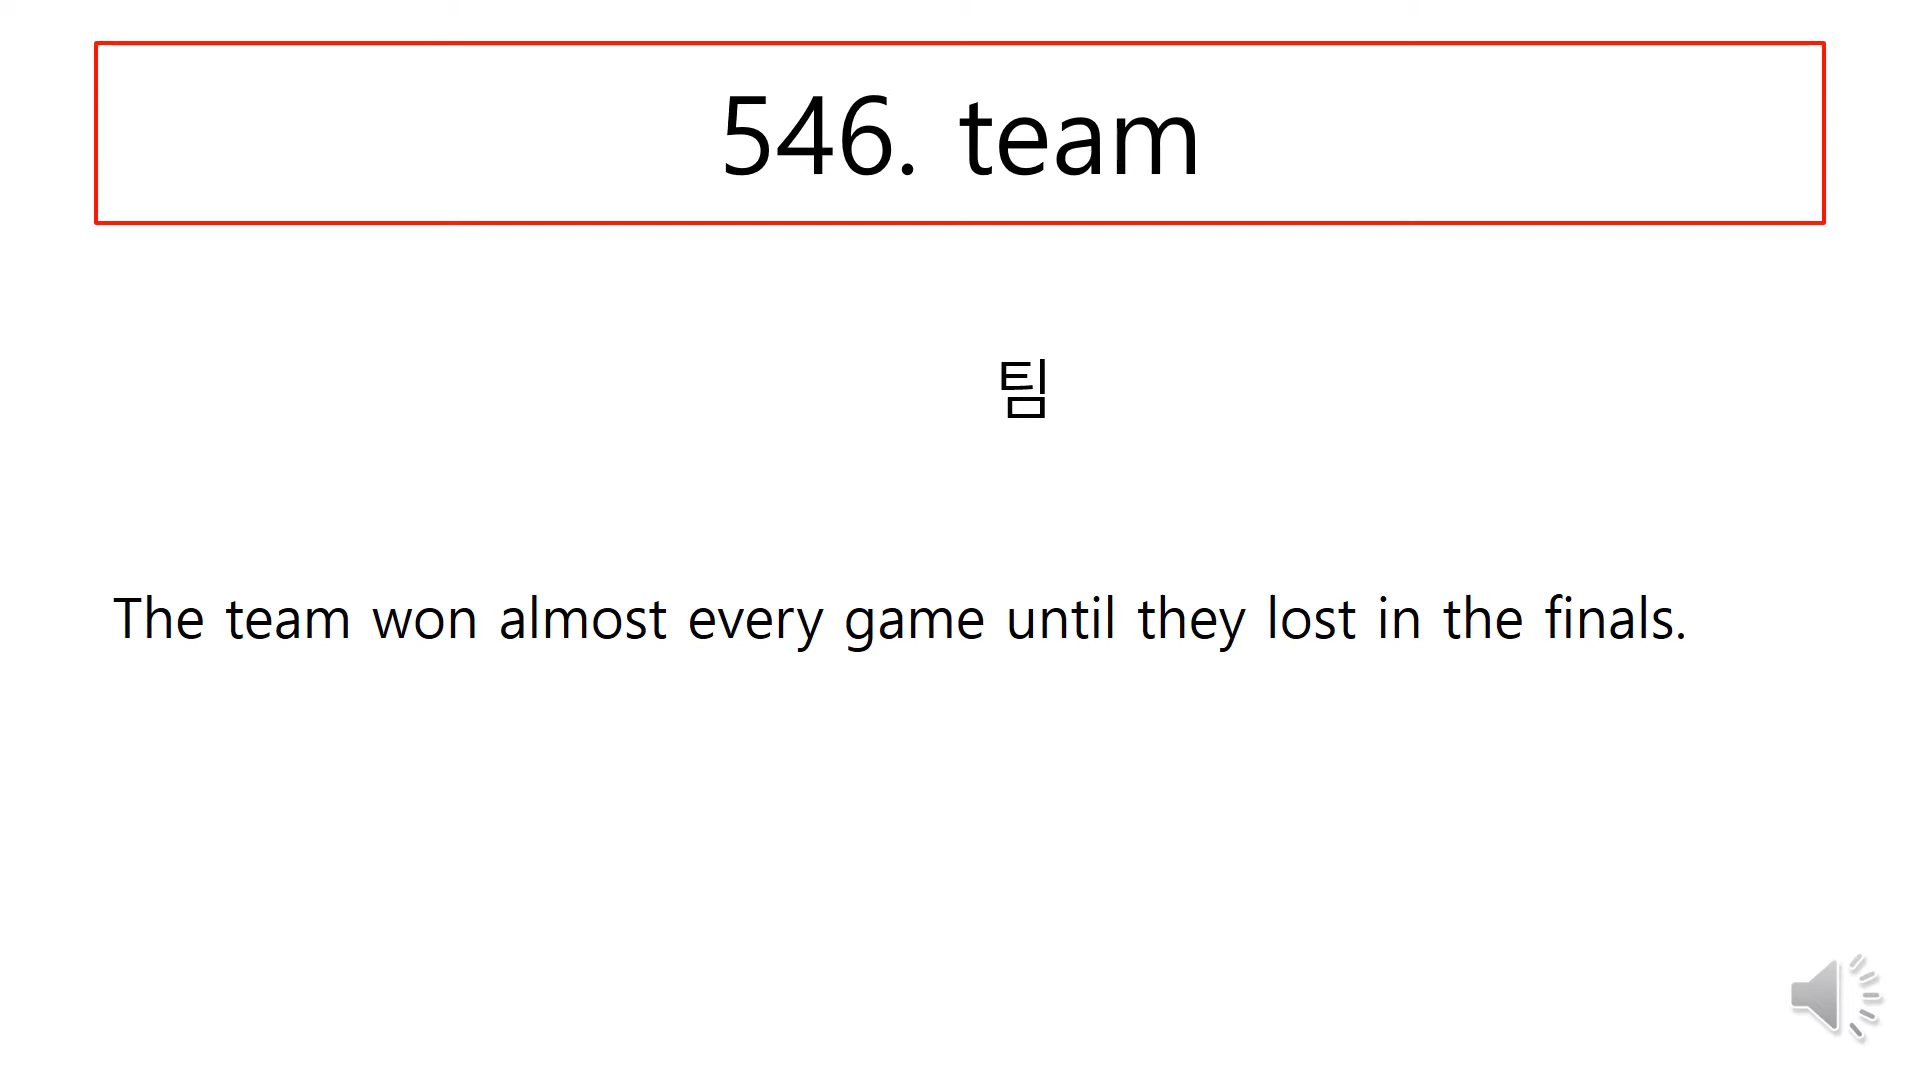 546. team
팀
The team won almost every game until they lost in the finals.